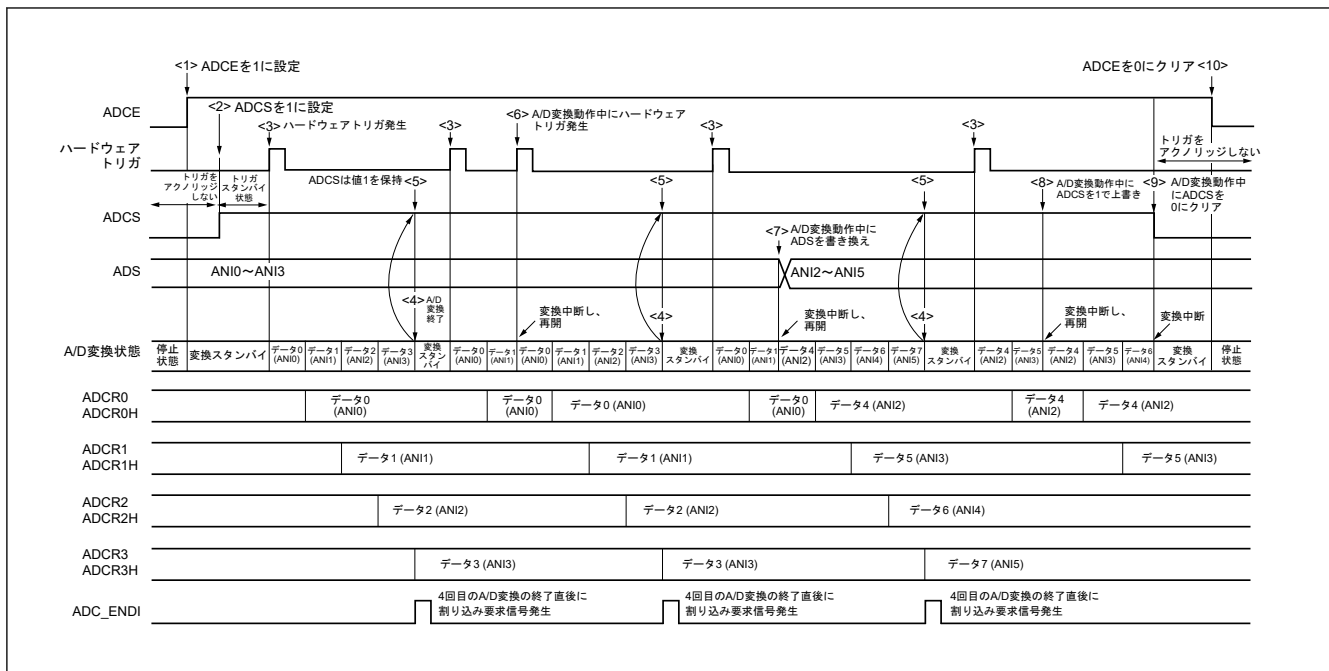 <1> ADCEを1に設定
ADCEを0にクリア <10>
ADCE
<2> ADCSを1に設定
<3> ハードウェアトリガ発生
<3>
<6> A/D変換動作中にハードウェア
トリガ発生
<3>
<3>
トリガを
アクノリッジしない
ハードウェア
トリガ
トリガを
アクノリッジ
しない
トリガ
スタンバイ
状態
ADCSは値1を保持 <5>
<5>
<5>
<8> A/D変換動作中に
ADCSを1で上書き
<9> A/D変換動作中
にADCSを
0にクリア
ADCS
<7> A/D変換動作中に
ADSを書き換え
ADS
ANI0～ANI3
ANI2～ANI5
<4> A/D
変換
終了
変換中断し、
再開
<4>
変換中断し、
再開
<4>
変換中断し、
再開
変換中断
A/D変換状態
停止
状態
変換スタンバイ
データ0
(ANI0)
データ1
(ANI1)
データ2
(ANI2)
データ3
(ANI3)
変換
スタン
バイ
データ0
(ANI0)
データ1
(ANI1)
データ0
(ANI0)
データ1
(ANI1)
データ2
(ANI2)
データ3
(ANI3)
変換
スタンバイ
データ0
(ANI0)
データ1
(ANI1)
データ4
(ANI2)
データ5
(ANI3)
データ6
(ANI4)
データ7
(ANI5)
変換
スタンバイ
データ4
(ANI2)
データ5
(ANI3)
データ4
(ANI2)
データ5
(ANI3)
データ6
(ANI4)
変換
スタンバイ
停止
状態
ADCR0
ADCR0H
データ0
(ANI0)
データ0
(ANI0)
データ0 (ANI0)
データ0
(ANI0)
データ4 (ANI2)
データ4
(ANI2)
データ4 (ANI2)
ADCR1
ADCR1H
データ1 (ANI1)
データ1 (ANI1)
データ5 (ANI3)
データ5 (ANI3)
ADCR2
ADCR2H
データ2 (ANI2)
データ2 (ANI2)
データ6 (ANI4)
ADCR3
ADCR3H
データ3 (ANI3)
データ3 (ANI3)
データ7 (ANI5)
ADC_ENDI
4回目のA/D変換の終了直後に
割り込み要求信号発生
4回目のA/D変換の終了直後に
割り込み要求信号発生
4回目のA/D変換の終了直後に
割り込み要求信号発生